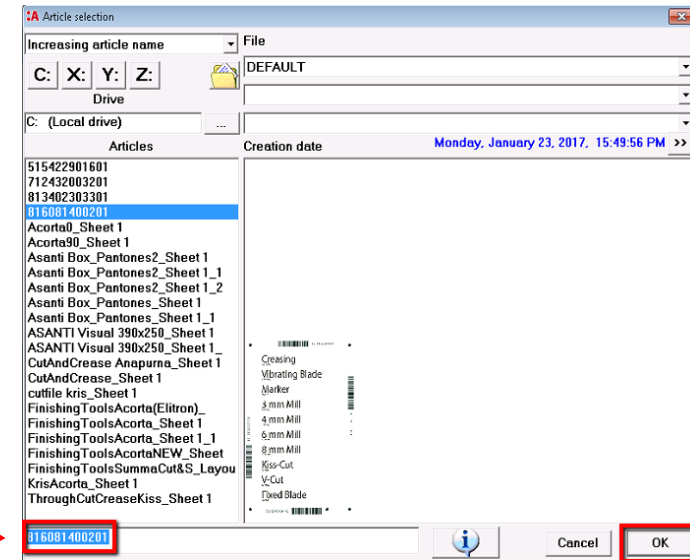 :A Article selection
Increasing article name
File
C: X: Y: Z:
DEFAULT
Drive
C: (Local drive)
...
Articles
Creation date
Monday, January 23, 2017, 15:49:56 PM >>
515422901601
712432003201
813402303301
816081400201
Acorta0_Sheet 1
Acorta90_Sheet 1
Asanti Box_Pantones2_Sheet 1
Asanti Box_Pantones2_Sheet 1_1
Asanti Box_Pantones2_Sheet 1_2
Asanti Box_Pantones_Sheet 1
Asanti Box_Pantones_Sheet 1_1
ASANTI Visual 390x250_Sheet 1
ASANTI Visual 390x250_Sheet 1_
CutAndCrease Anapurna_Sheet 1
CutAndCrease_Sheet 1
cutfile kris_Sheet 1
FinishingToolsAcorta(Elitron)_
FinishingToolsAcorta_Sheet 1
FinishingToolsAcorta_Sheet 1_1
FinishingToolsAcortaNEW_Sheet
FinishingToolsSummaCut&S_Layou
KrisAcorta_Sheet 1
ThroughCutCreaseKiss_Sheet 1
Creasing
Vibrating Blade
Marker
3 mm Mill
4 mm Mill
6 mm Mill
8 mm Mill
Kiss-Cut
V-Cut
Fixed Blade
816081400201
i
Cancel
OK